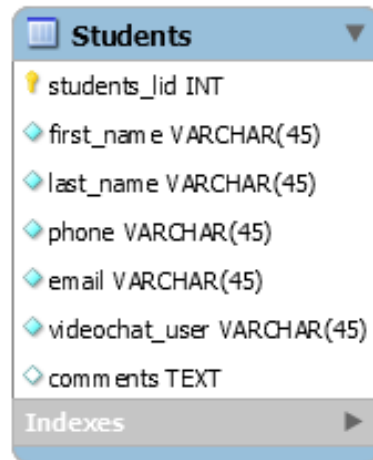 Students
students_lid INT
first_name VARCHAR(45)
last_name VARCHAR(45)
phone VARCHAR(45)
email VARCHAR(45)
videochat_user VARCHAR(45)
comments TEXT
Indexes